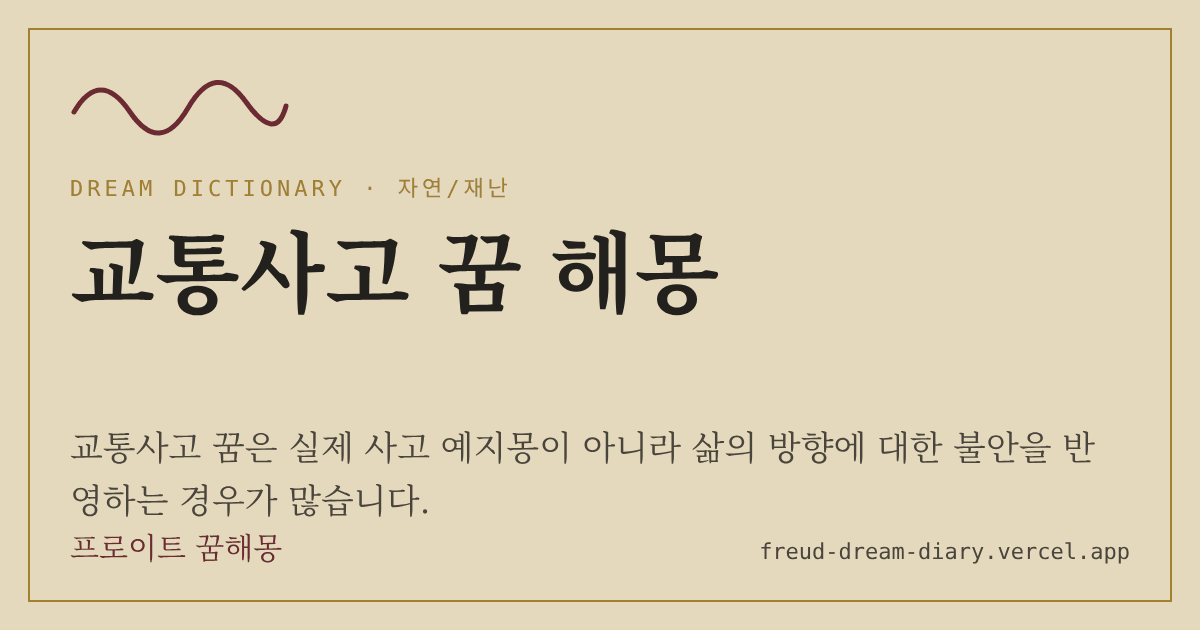 DREAM DICTIONARY · 자연/재난
교통사고 꿈 해몽
교통사고 꿈은 실제 사고 예지몽이 아니라 삶의 방향에 대한 불안을 반
영하는 경우가 많습니다.
프로이트 꿈해몽
freud-dream-diary.vercel.app